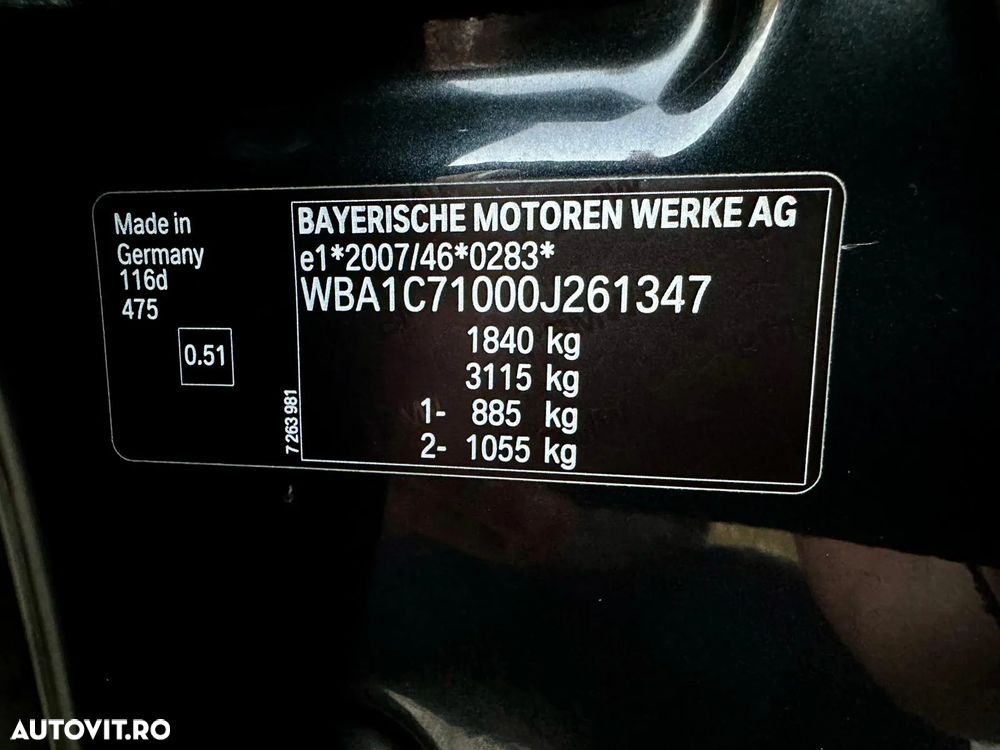 Made in
Germany
116d
475
0.51
7 263 981
BAYERISCHE MOTOREN WERKE AG
e1*2007/46*0283*
WBA1C71000J261347
1840 kg
3115 kg
1- 885 kg
2- 1055 kg
AUTOVIT.RO